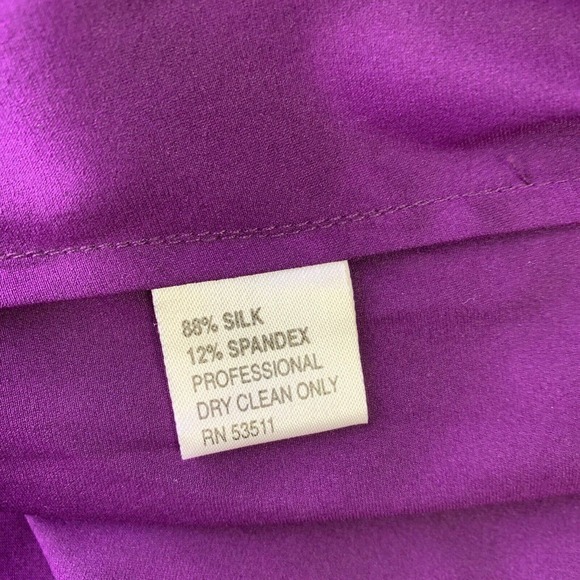 88% SILK
12% SPANDEX
PROFESSIONAL
DRY CLEAN ONLY
RN 53511